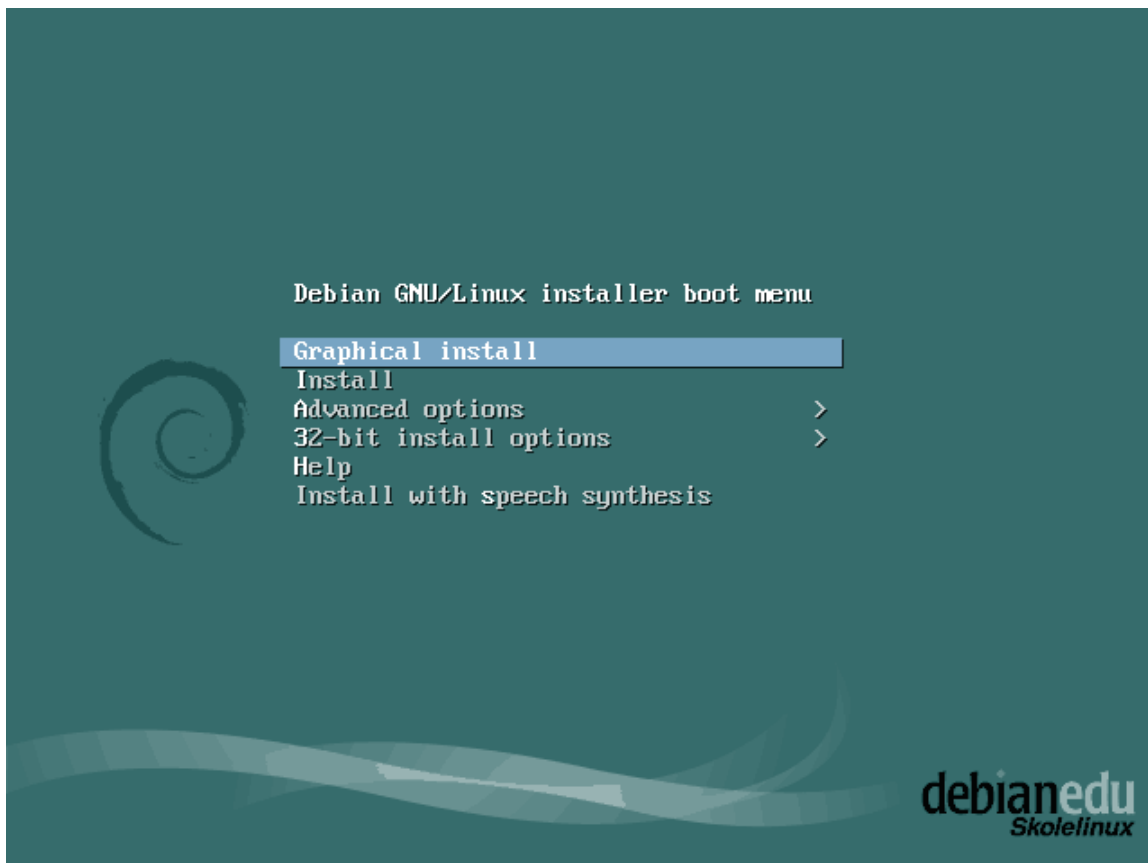 Debian GNU/Linux installer boot menu
Graphical install
Install
Advanced options >
32-bit install options >
Help
Install with speech synthesis
debianedu
Skolelinux